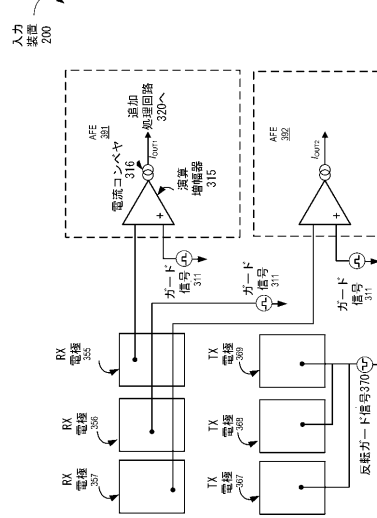 入力
装置
200
AFE
391
追加
処理回路
320へ
IOUT1
電流コンベヤ
316
演算
増幅器
315
+
ガード
信号
311
AFE
392
IOUT2
+
ガード
信号
311
ガード
信号
311
RX
電極
355
RX
電極
356
RX
電極
357
TX
電極
369
TX
電極
368
TX
電極
367
反転ガード信号370